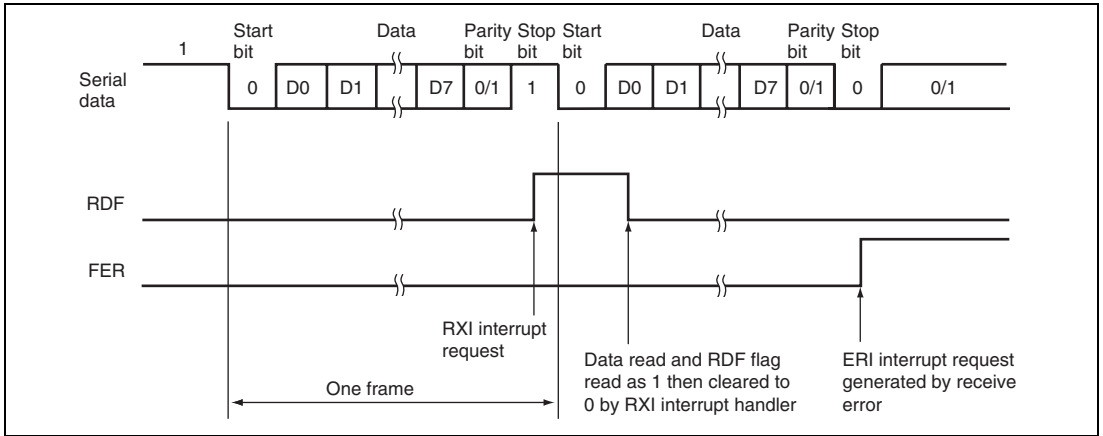 Start bit Data Parity bit Stop bit Start bit Data Parity bit Stop bit
1
Serial data 0 D0 D1 D7 0/1 1 0 D0 D1 D7 0/1 0 0/1
RDF
FER
RXI interrupt
request
Data read and RDF flag
read as 1 then cleared to
0 by RXI interrupt handler
ERI interrupt request
generated by receive
error
One frame